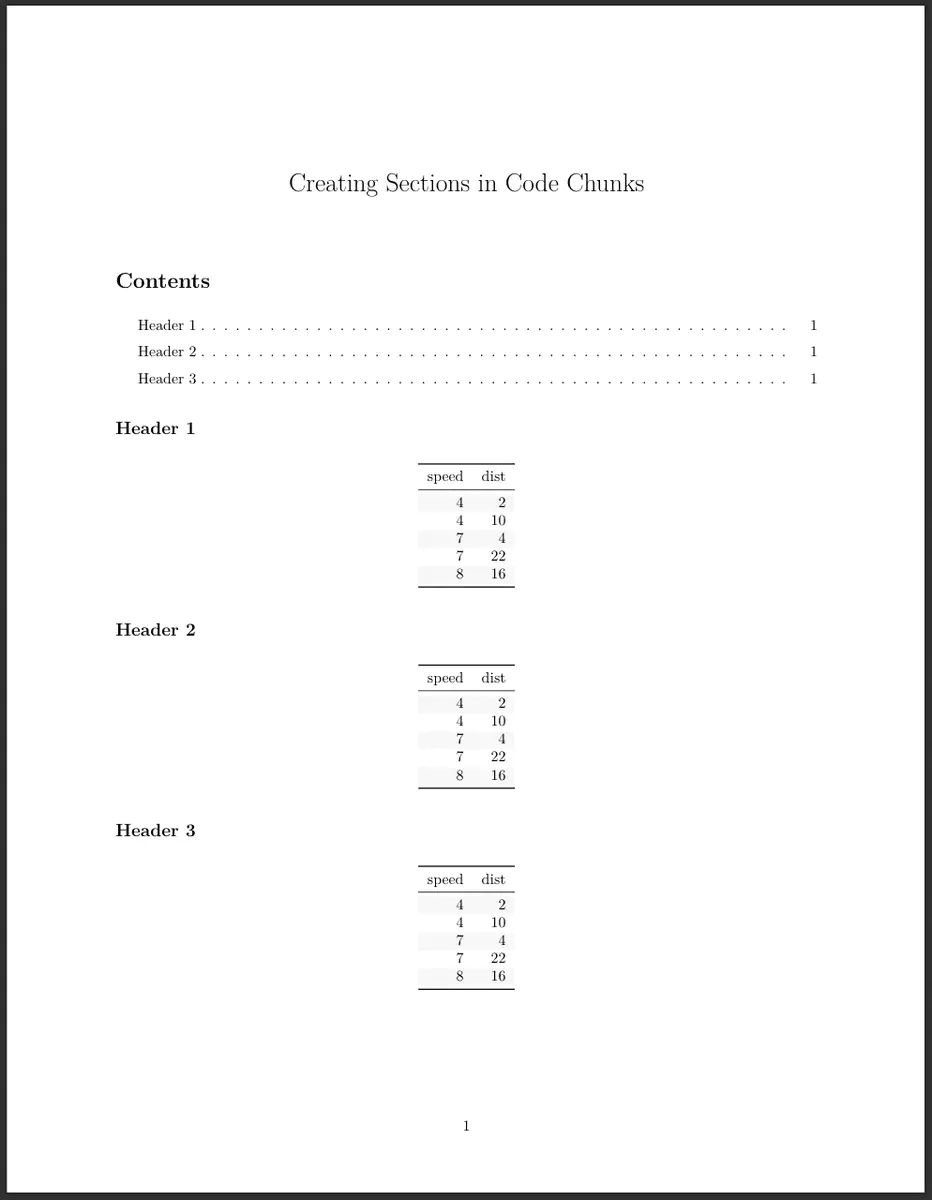 Creating Sections in Code Chunks
Contents
Header 1 . . . . . . . . . . . . . . . . . . . . . . . . . . . . . . . . . . . . . . . . . . . . . . . . . . 1
Header 2 . . . . . . . . . . . . . . . . . . . . . . . . . . . . . . . . . . . . . . . . . . . . . . . . . . 1
Header 3 . . . . . . . . . . . . . . . . . . . . . . . . . . . . . . . . . . . . . . . . . . . . . . . . . . 1
Header 1
speed dist
4 2
4 10
7 4
7 22
8 16
Header 2
speed dist
4 2
4 10
7 4
7 22
8 16
Header 3
speed dist
4 2
4 10
7 4
7 22
8 16
1